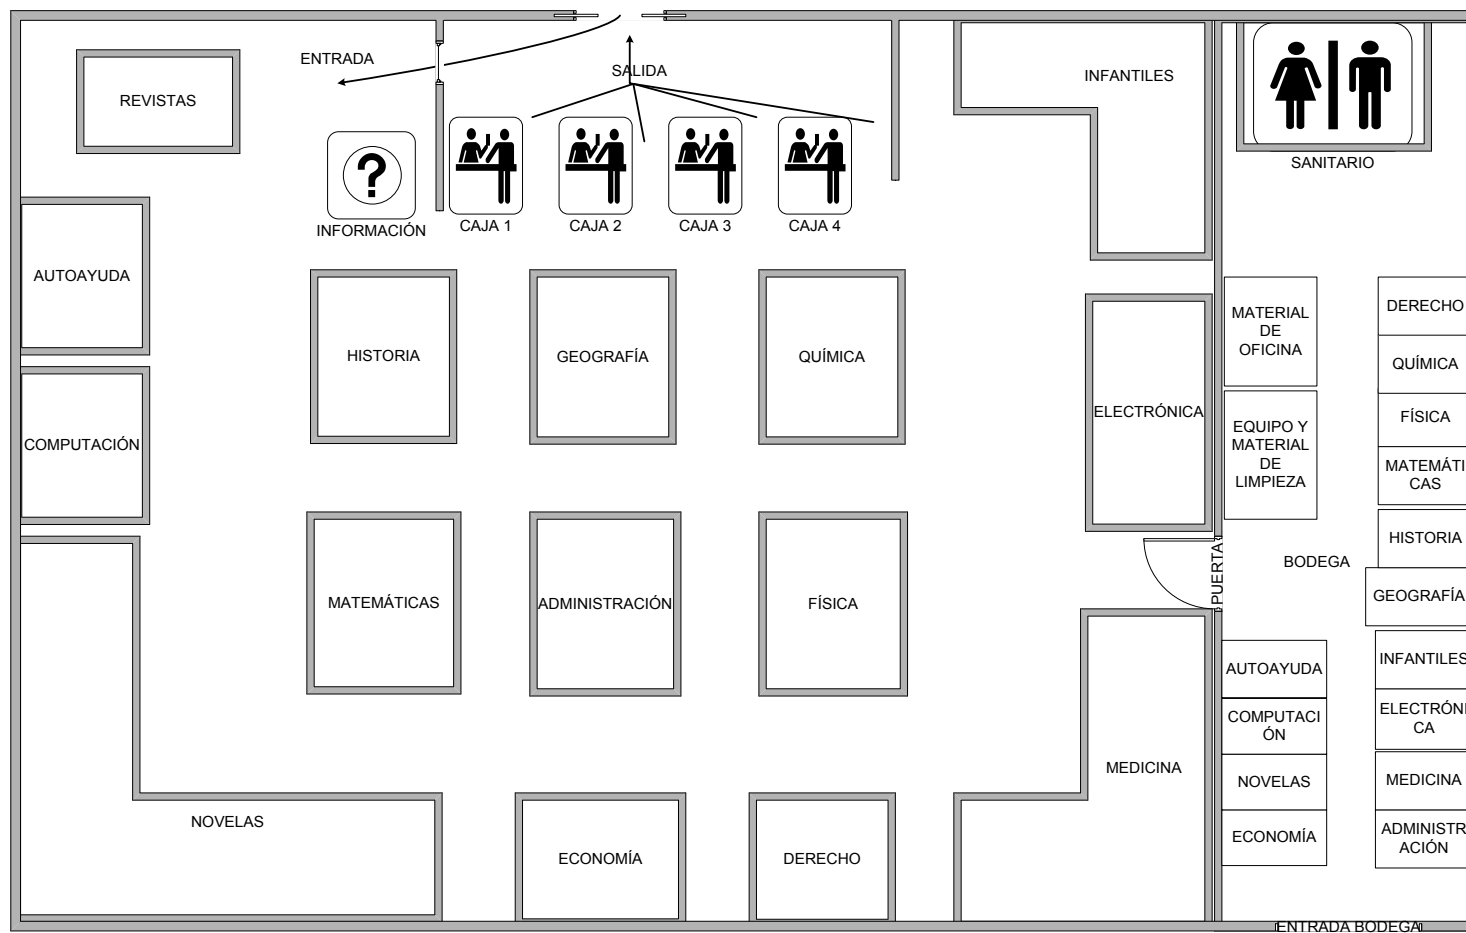 ENTRADA
SALIDA
REVISTAS
INFORMACIÓN
CAJA 1
CAJA 2
CAJA 3
CAJA 4
INFANTILES
SANITARIO
AUTOAYUDA
HISTORIA
GEOGRAFÍA
QUÍMICA
COMPUTACIÓN
ELECTRÓNICA
MATEMÁTICAS
ADMINISTRACIÓN
FÍSICA
NOVELAS
ECONOMÍA
DERECHO
MEDICINA
PUERTA
MATERIAL
DE
OFICINA
EQUIPO Y
MATERIAL
DE
LIMPIEZA
BODEGA
AUTOAYUDA
COMPUTACI
ÓN
NOVELAS
ECONOMÍA
DERECHO
QUÍMICA
FÍSICA
MATEMÁTI
CAS
HISTORIA
GEOGRAFÍA
INFANTILES
ELECTRÓNI
CA
MEDICINA
ADMINISTR
ACIÓN
ENTRADA BODEGA